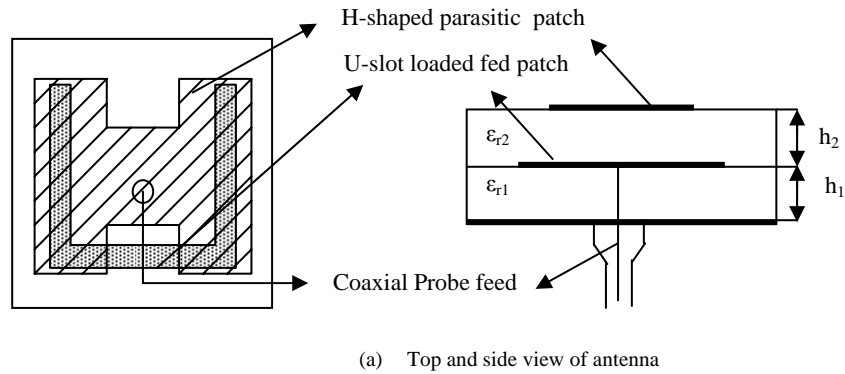 H-shaped parasitic patch
U-slot loaded fed patch
εr2
h2
εr1
h1
Coaxial Probe feed
(a) Top and side view of antenna